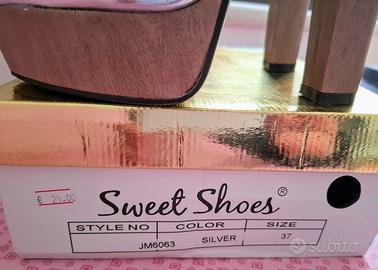 € 29.00
Sweet Shoes®
STYLE NO COLOR SIZE
JM6063 SILVER 37
subito